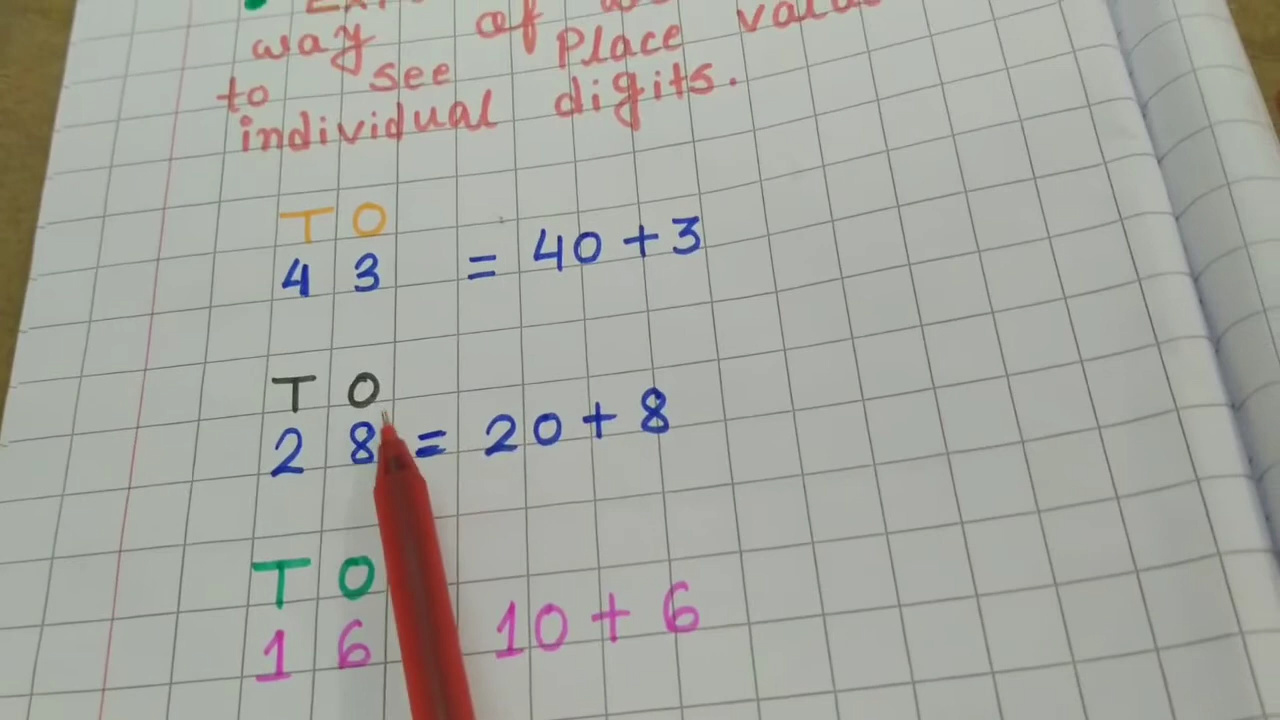 way of
to see Place
individual digits.
T O
4 3 = 40 + 3
T O
2 8 = 20 + 8
T O
1 6 10 + 6